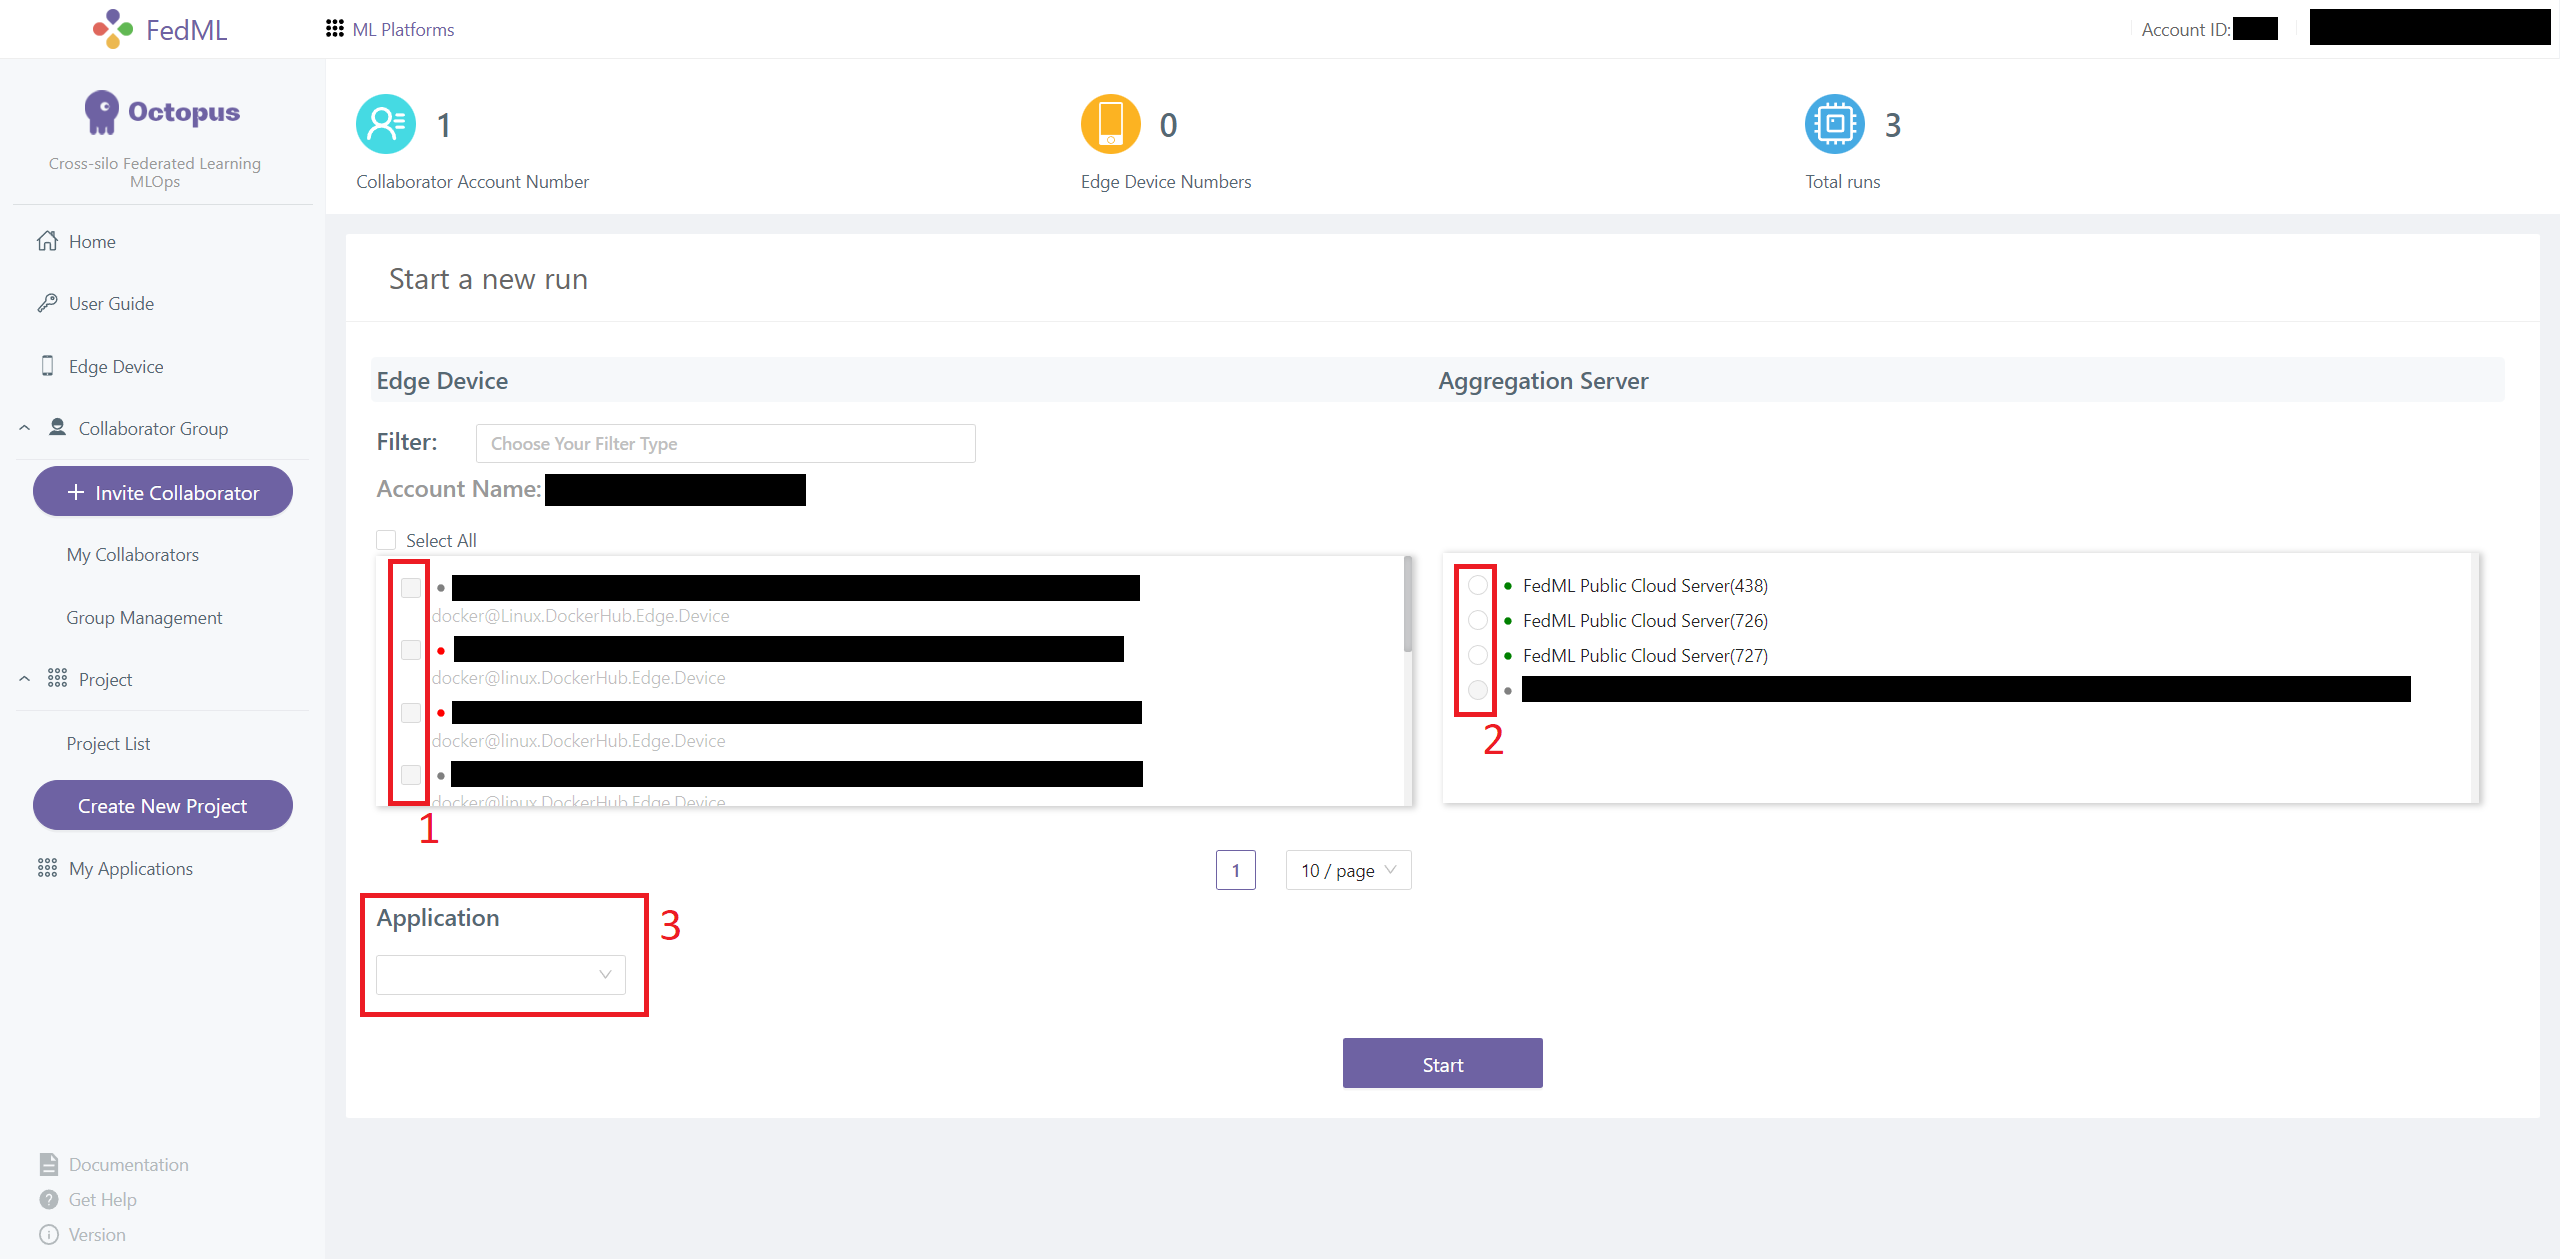 FedML
ML Platforms
Account ID:
Octopus
Cross-silo Federated Learning
MLOps
Home
User Guide
Edge Device
Collaborator Group
+ Invite Collaborator
My Collaborators
Group Management
Project
Project List
Create New Project
My Applications
Documentation
Get Help
Version
1
Collaborator Account Number
0
Edge Device Numbers
3
Total runs
Start a new run
Edge Device
Aggregation Server
Filter: Choose Your Filter Type
Account Name:
Select All
docker@Linux.DockerHub.Edge.Device
docker@linux.DockerHub.Edge.Device
docker@linux.DockerHub.Edge.Device
docker@linux.DockerHub.Edge.Device
1
FedML Public Cloud Server(438)
FedML Public Cloud Server(726)
FedML Public Cloud Server(727)
2
1
10 / page
Application
3
Start